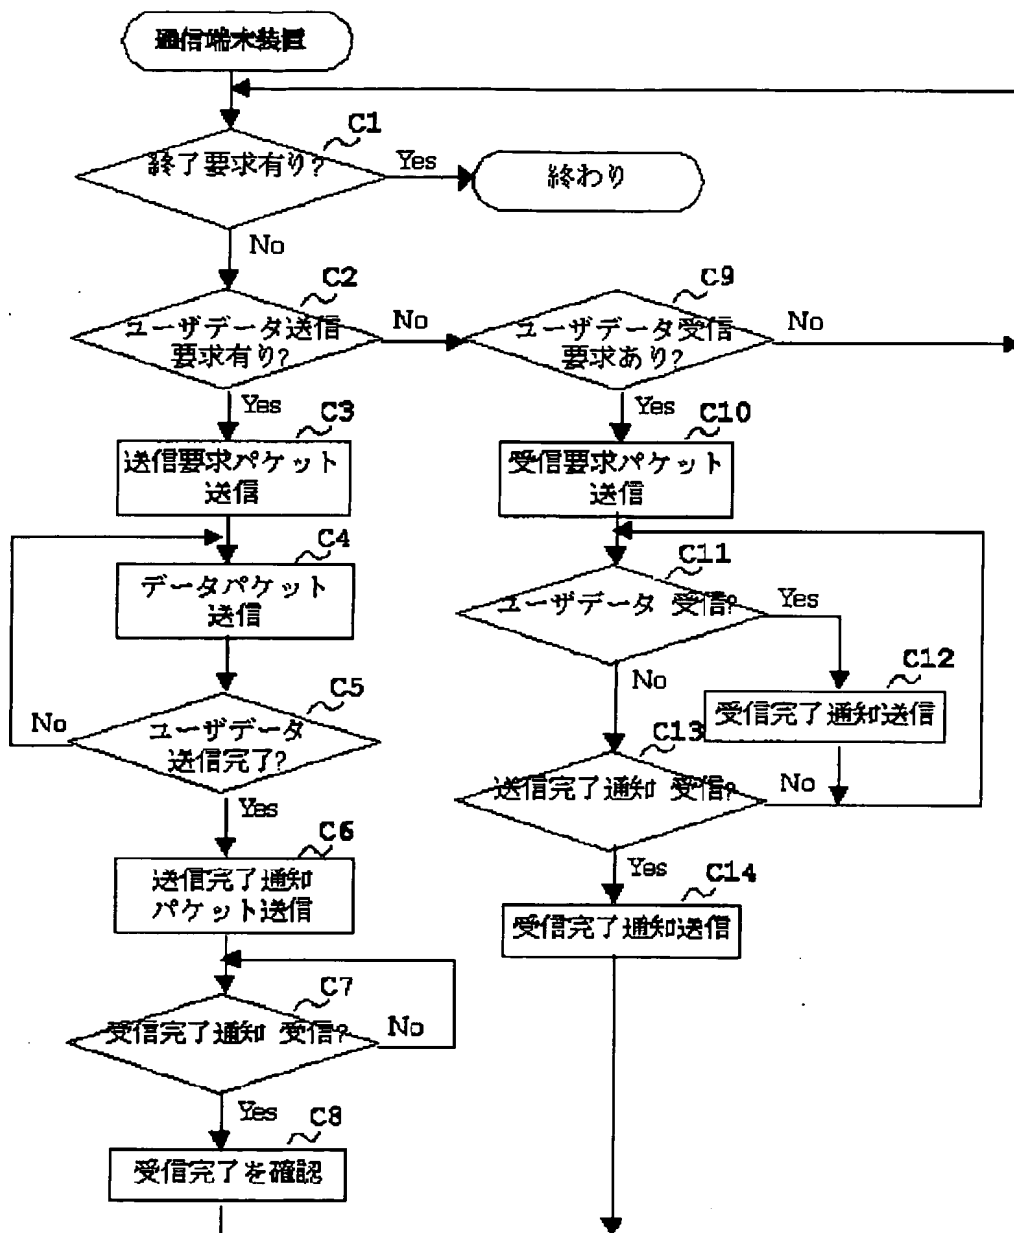 通信端末装置
C1
終了要求有り?
Yes
終わり
No
C2
ユーザデータ送信
要求有り?
No
C9
ユーザデータ受信
要求あり?
No
Yes
C3
送信要求パケット
送信
Yes
C10
受信要求パケット
送信
C4
データパケット
送信
C11
ユーザデータ 受信?
Yes
C12
受信完了通知送信
No
C5
ユーザデータ
送信完了?
No
C13
送信完了通知 受信?
No
Yes
C6
送信完了通知
パケット送信
Yes
C14
受信完了通知送信
C7
受信完了通知 受信?
No
Yes
C8
受信完了を確認